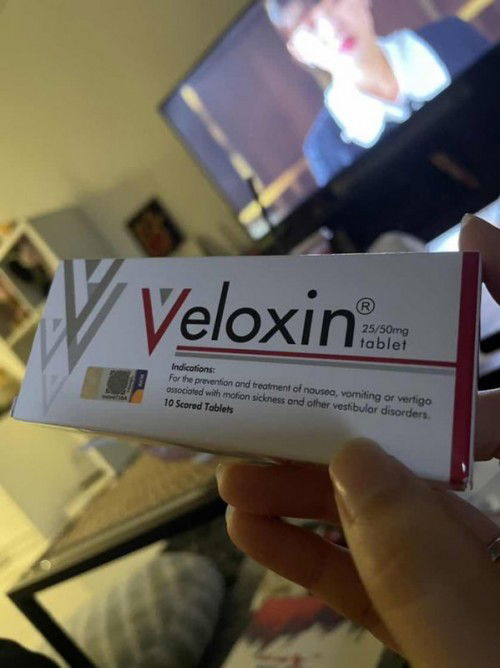 Veloxin®
25/50mg
tablet
Indications:
For the prevention and treatment of nausea, vomiting or vertigo
associated with motion sickness and other vestibular disorders.
10 Scored Tablets